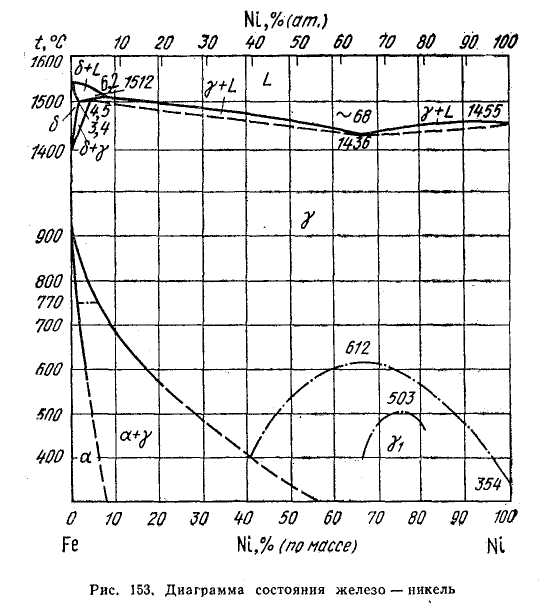 Ni, % (ат.)
t,°C 10 20 30 40 50 60 70 80 90 100
1600
δ+L
6,2
1512
L
γ+L
1500
~68
γ+L
1455
δ
4,5
3,4
δ+γ
1436
1400
γ
900
800
770
700
612
600
503
500
α+γ
γ₁
400
α
354
0 10 20 30 40 50 60 70 80 90 100
Fe Ni,% (по массе) Ni
Рис. 153. Диаграмма состояния железо — никель